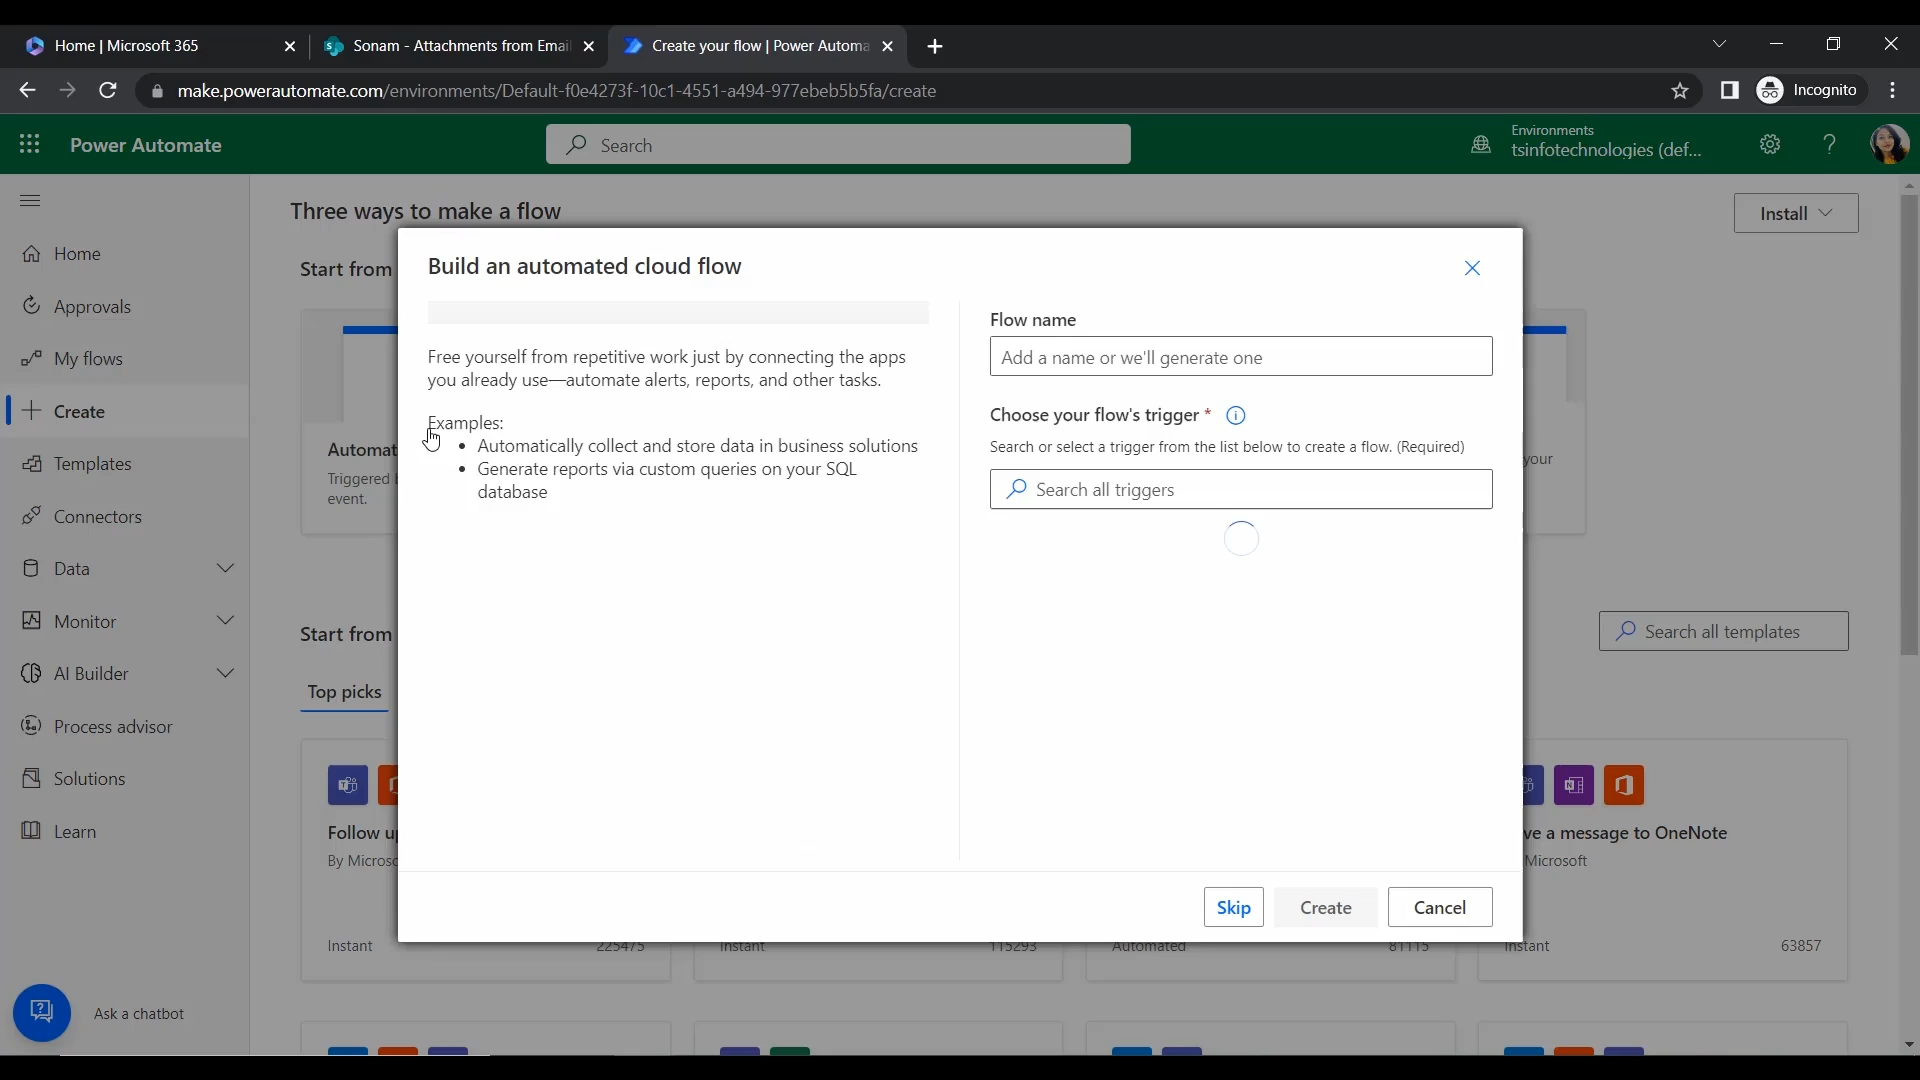 Home | Microsoft 365
Sonam - Attachments from Email
Create your flow | Power Automa
make.powerautomate.com/environments/Default-f0e4273f-10c1-4551-a494-977ebeb5b5fa/create
Incognito
Power Automate
Search
Environments
tsinfotechnologies (def...
Home
Approvals
My flows
Create
Templates
Connectors
Data
Monitor
AI Builder
Process advisor
Solutions
Learn
Ask a chatbot
Three ways to make a flow
Install
Start from
Automat
Triggered
event.
your
Build an automated cloud flow
Free yourself from repetitive work just by connecting the apps
you already use—automate alerts, reports, and other tasks.
Examples:
• Automatically collect and store data in business solutions
• Generate reports via custom queries on your SQL
database
Flow name
Add a name or we'll generate one
Choose your flow's trigger *
Search or select a trigger from the list below to create a flow. (Required)
Search all triggers
Skip
Create
Cancel
Start from
Search all templates
Top picks
Follow u
By Microso
ve a message to OneNote
Microsoft
Instant
225475
Instant
115293
Automated
81115
Instant
63857